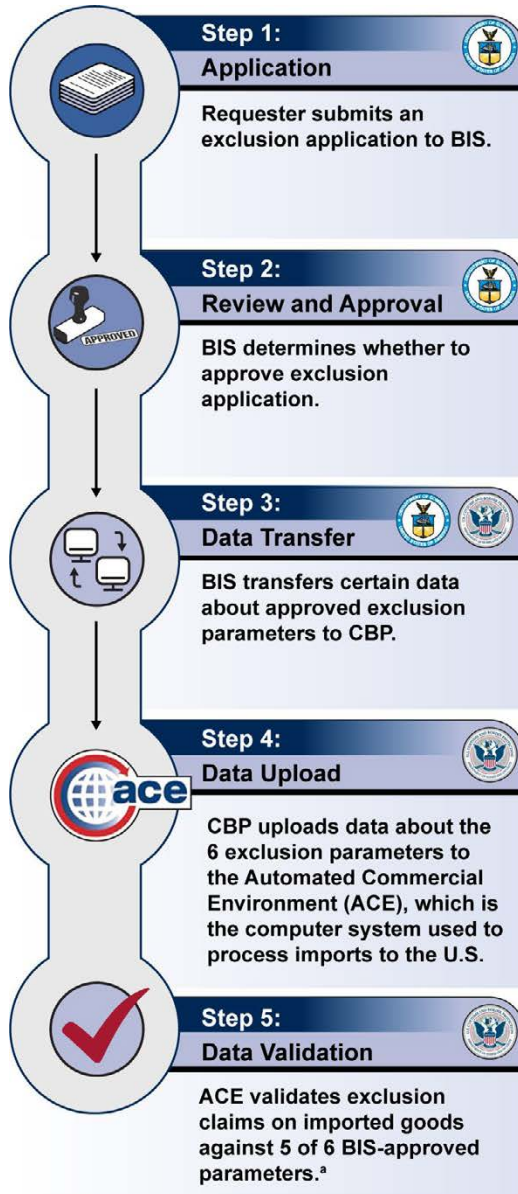 Step 1:
Application
Requester submits an
exclusion application to BIS.
Step 2:
Review and Approval
APPROVED
BIS determines whether to
approve exclusion
application.
Step 3:
Data Transfer
BIS transfers certain data
about approved exclusion
parameters to CBP.
Step 4:
Data Upload
ace
CBP uploads data about the
6 exclusion parameters to
the Automated Commercial
Environment (ACE), which is
the computer system used to
process imports to the U.S.
Step 5:
Data Validation
ACE validates exclusion
claims on imported goods
against 5 of 6 BIS-approved
parameters.ª